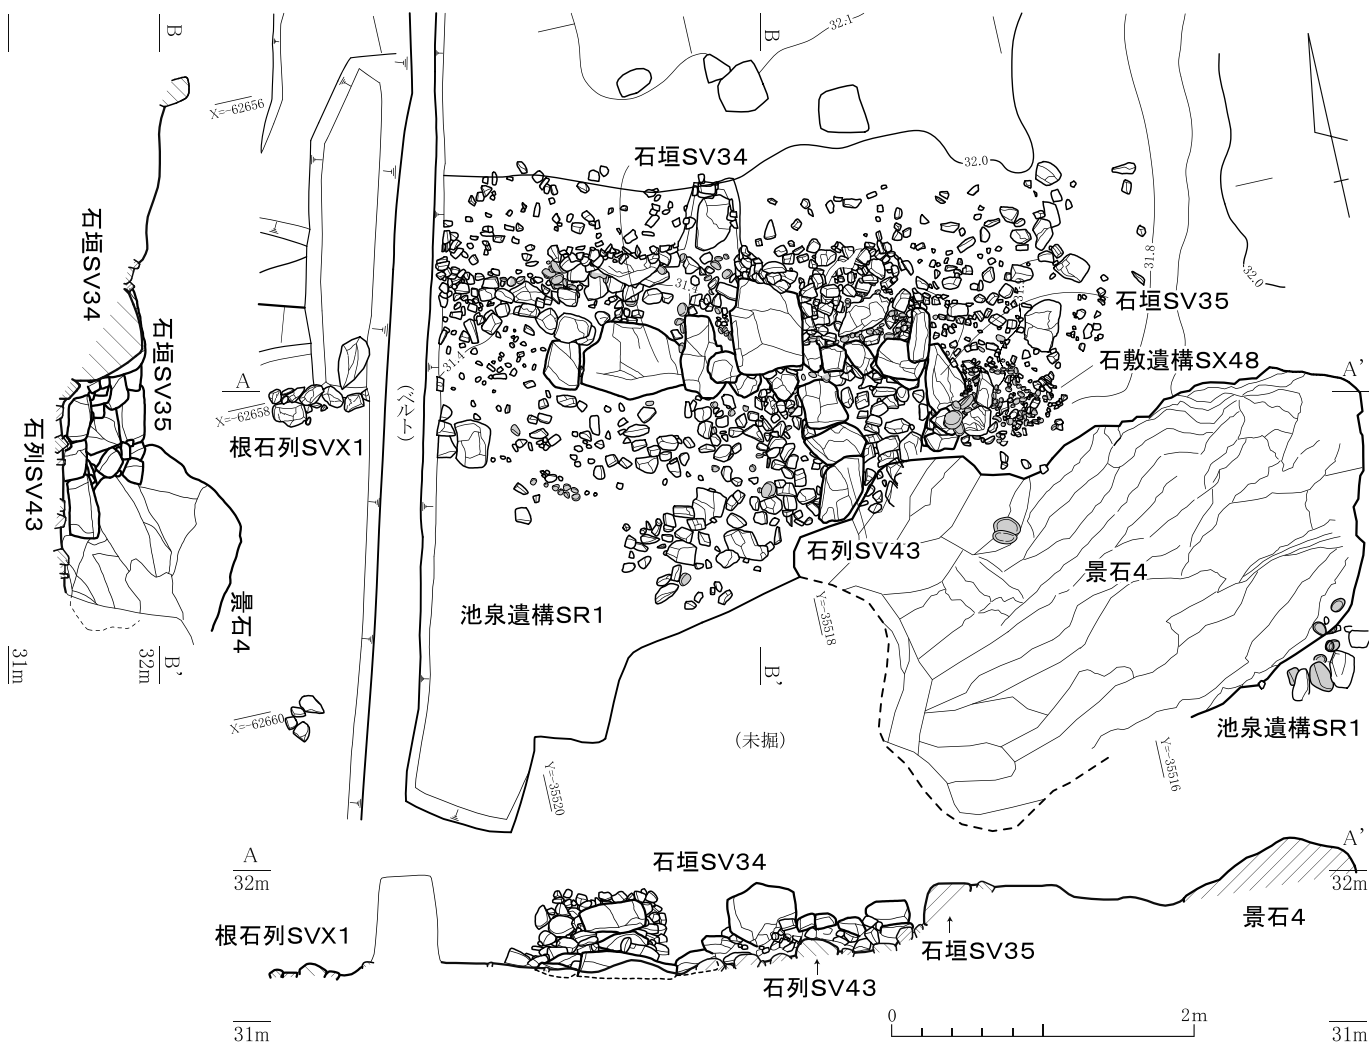 B
B
32.1
X=-62656
石垣SV34
32.0
石垣SV34
31.8
32.0
石垣SV35
石垣SV35
31.4
石敷遺構SX48
A
A'
X=-62658
(ベルト)
根石列SVX1
石列SV43
石列SV43
景石4
池泉遺構SR1
Y=-35518
景石4
31m
32m
B'
B'
X=-62660
(未掘)
池泉遺構SR1
Y=-35520
Y=-35516
A
32m
石垣SV34
A'
32m
根石列SVX1
石垣SV35
景石4
石列SV43
0
2m
31m
31m